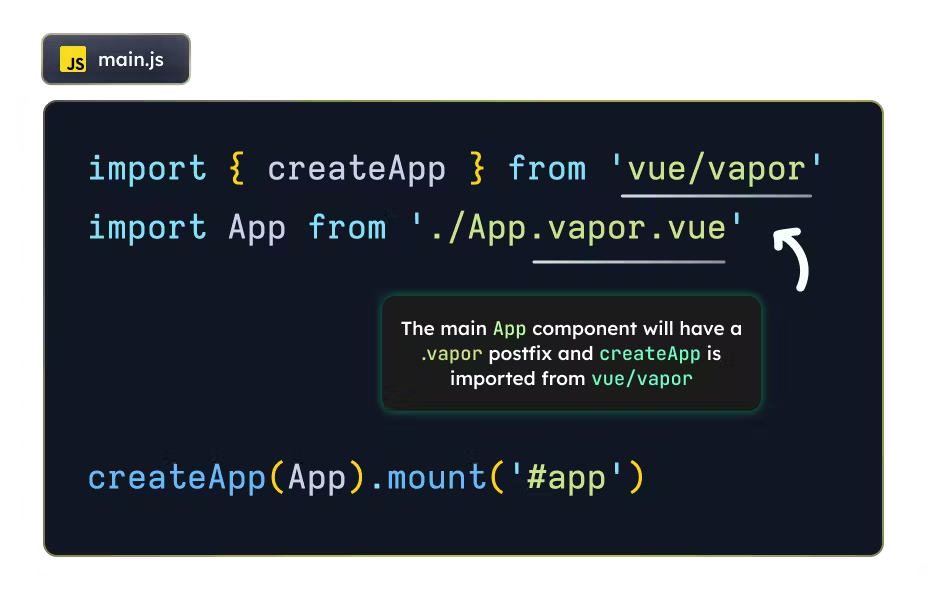 JS main.js
import { createApp } from 'vue/vapor'
import App from './App.vapor.vue'
The main App component will have a
.vapor postfix and createApp is
imported from vue/vapor
createApp(App).mount('#app')